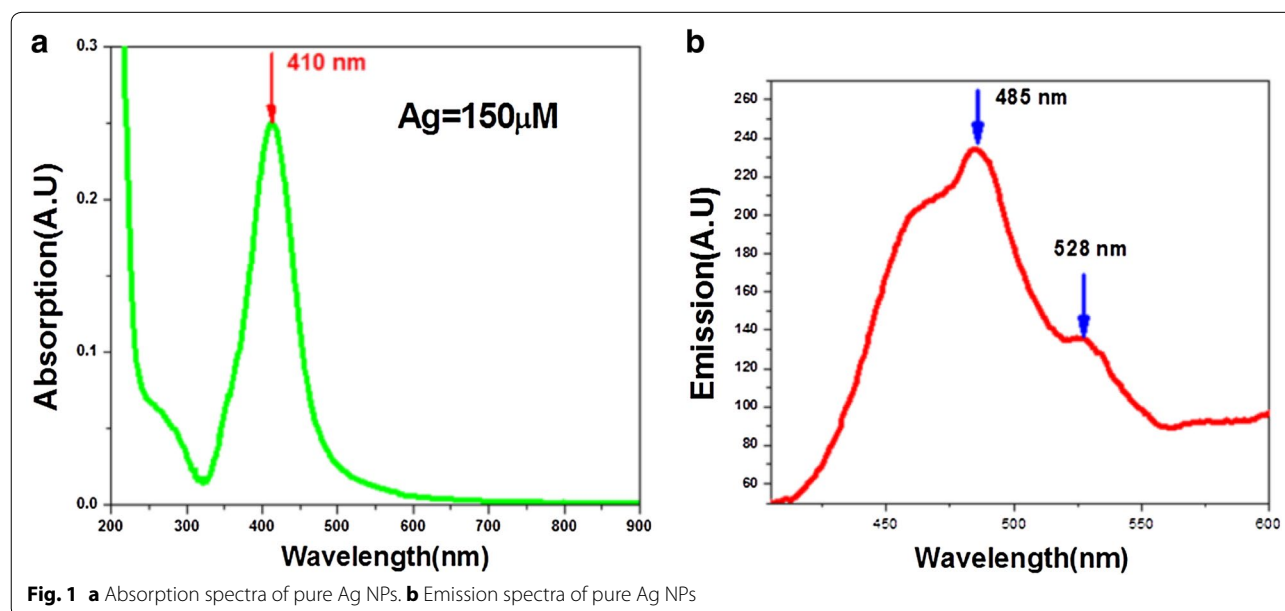 a
0.3
0.2
0.1
0.0
Absorption(A.U)
410 nm
Ag=150μM
200 300 400 500 600 700 800 900
Wavelength(nm)
b
260
240
220
200
180
160
140
120
100
80
60
Emission(A.U)
485 nm
528 nm
450 500 550 600
Wavelength(nm)
Fig. 1 a Absorption spectra of pure Ag NPs. b Emission spectra of pure Ag NPs